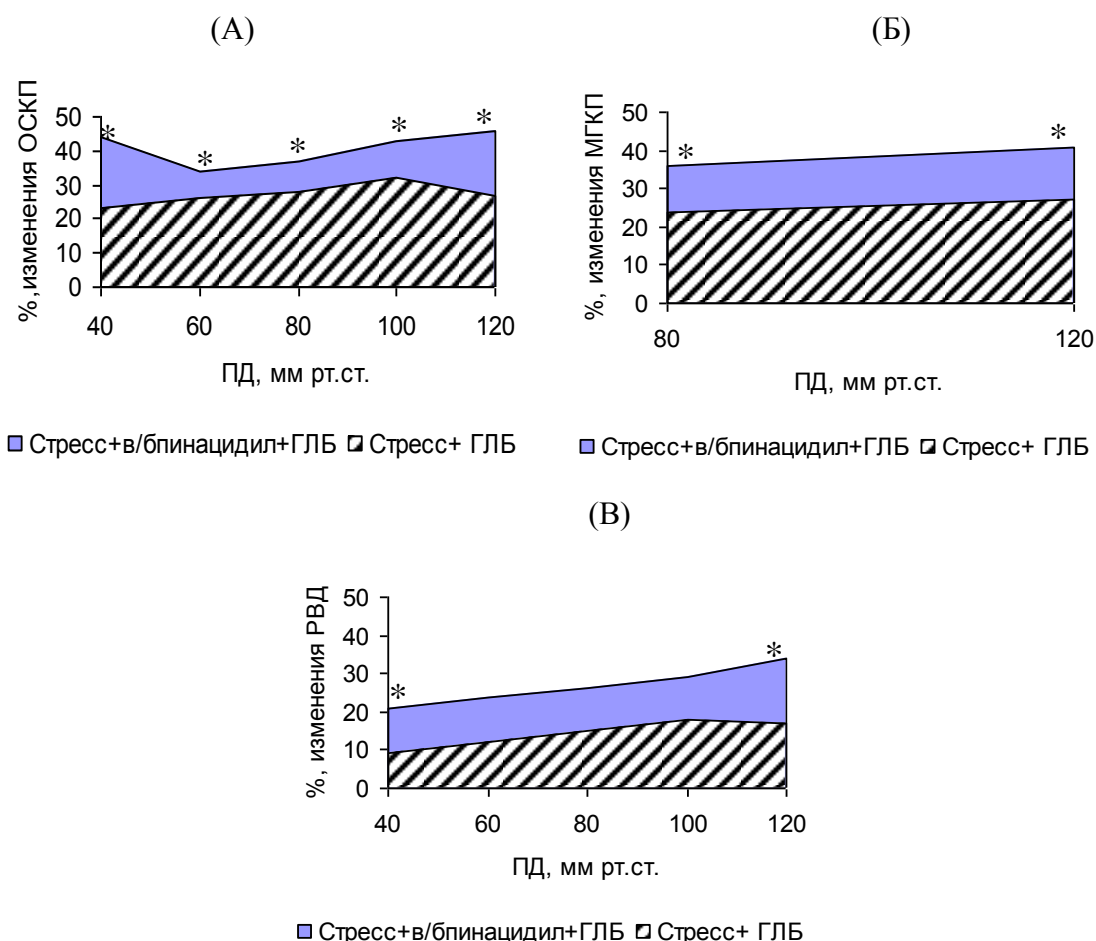 (А)
%,изменения ОСКП
50
40
30
20
10
0
*
*
*
*
*
40 60 80 100 120
ПД, мм рт.ст.
Стресс+в/бпинацидил+ГЛБ Стресс+ ГЛБ
(Б)
%, изменения МГКП
50
40
30
20
10
0
*
*
80 120
ПД, мм рт.ст.
Стресс+в/бпинацидил+ГЛБ Стресс+ ГЛБ
(В)
%, изменения РВД
50
40
30
20
10
0
*
*
40 60 80 100 120
ПД, мм рт.ст.
Стресс+в/бпинацидил+ГЛБ Стресс+ ГЛБ